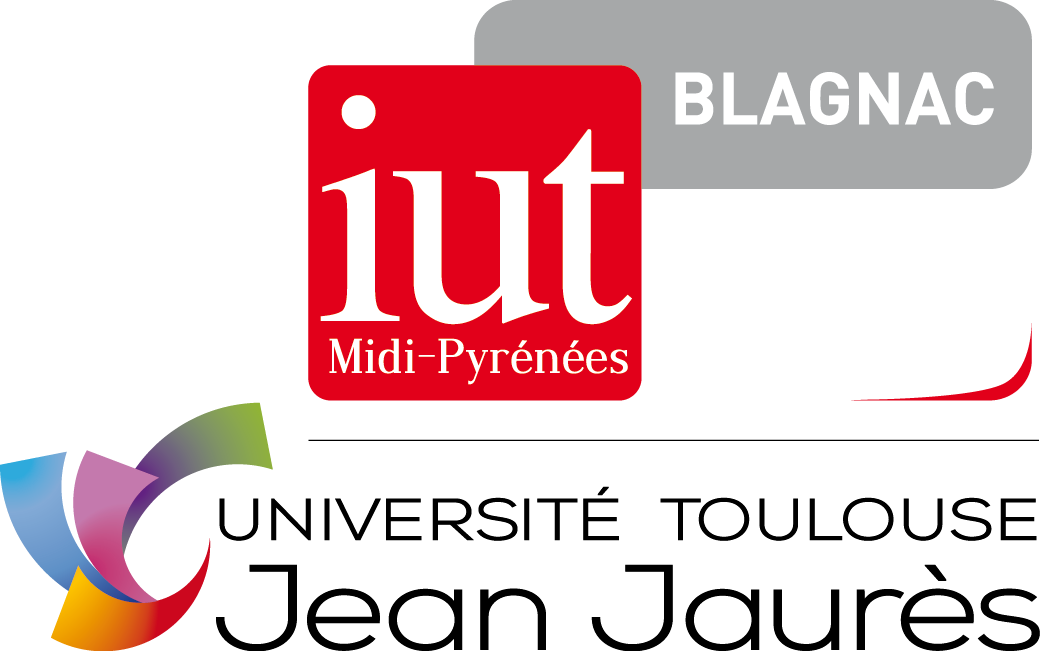 BLAGNAC
iut
Midi-Pyrénées
UNIVERSITÉ TOULOUSE
Jean Jaurès